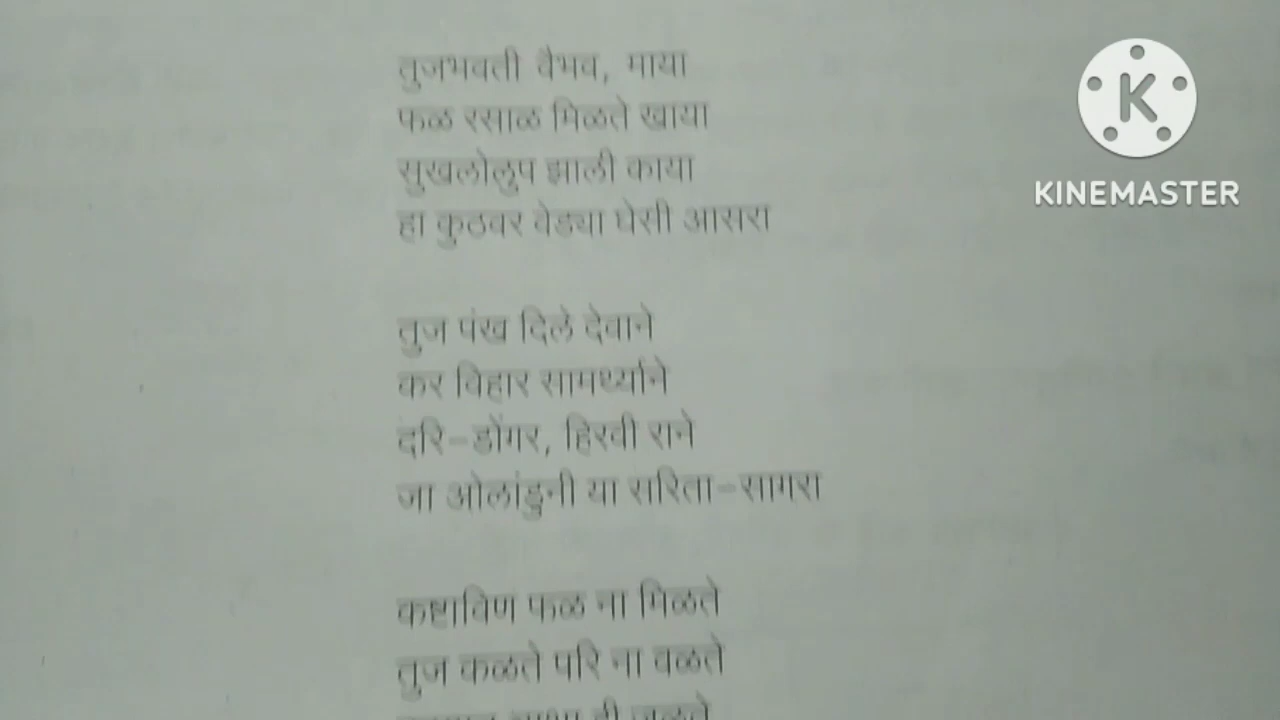 तुजभवती वैभव, माया
फळ रसाळ मिळते खाया
सुखलोलुप झाली काया
हा कुठवर वेड्या घेसी आसरा
तुज पंख दिले देवाने
कर विहार सामर्थ्याने
दरि-डोंगर, हिरवी राने
जा ओलांडुनी या सरिता-सागरा
कष्टाविण फळ ना मिळते
तुज कळते परि ना वळते
K
KINEMASTER